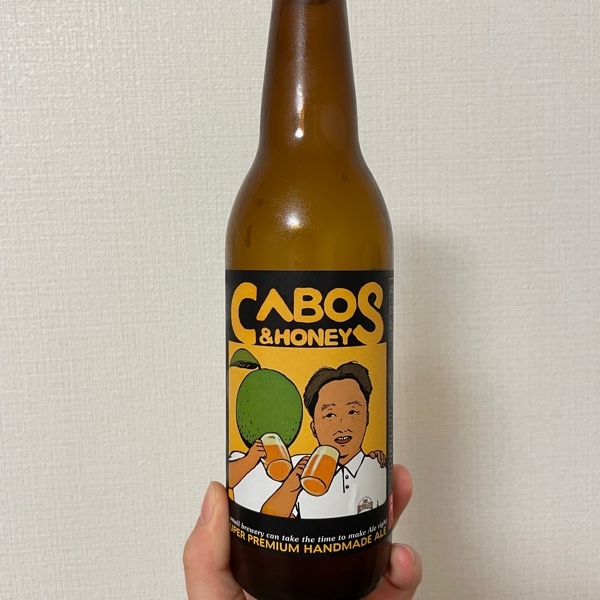 CABOS
&HONEY
small brewery can take the time to make Ale right
SUPER PREMIUM HANDMADE ALE